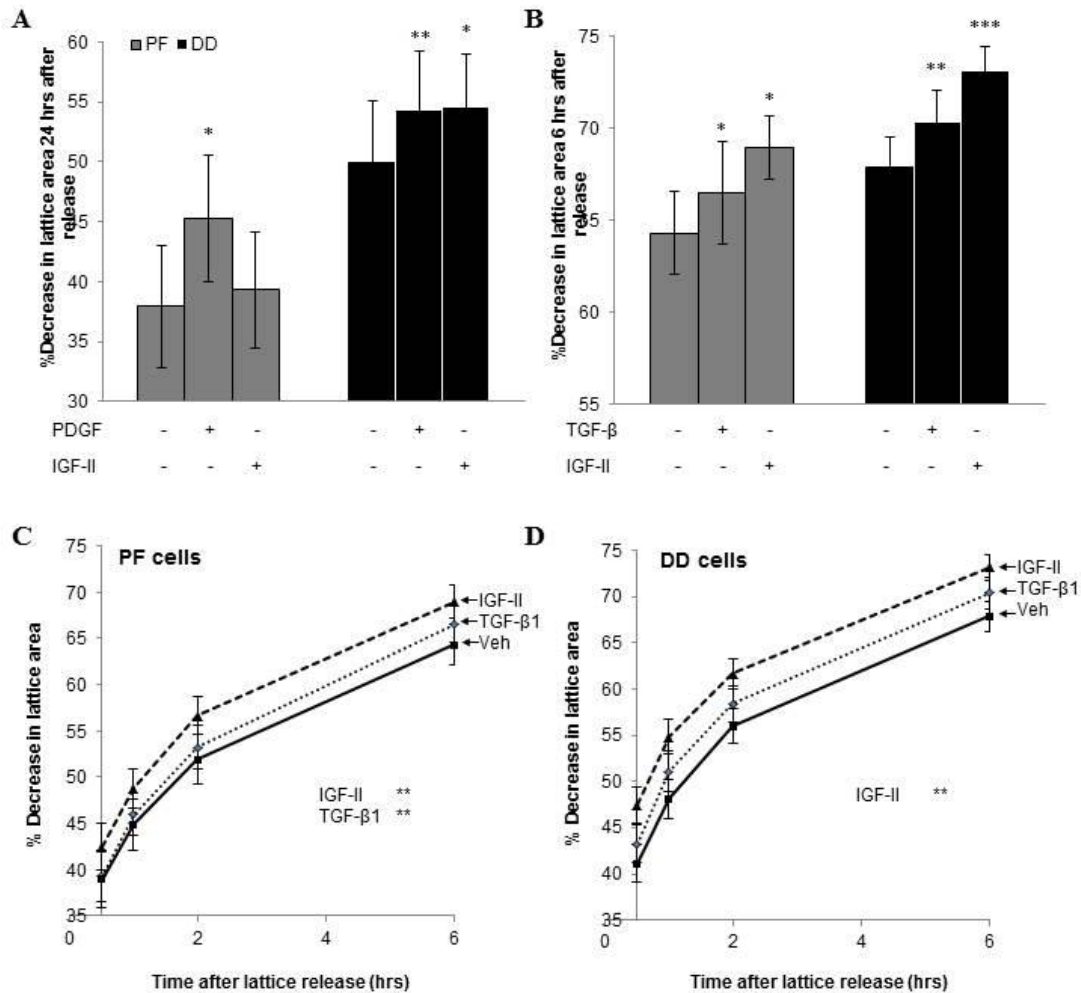 A
%Decrease in lattice area 24 hrs after
release
60
55
50
45
40
35
30
PF DD
*
** *
PDGF - + - - + -
IGF-II - - + - - +
B
%Decrease in lattice area 6 hrs after
release
75
70
65
60
55
* *
** ***
TGF-β - + - - + -
IGF-II - - + - - +
C
PF cells
% Decrease in lattice area
75
70
65
60
55
50
45
40
35
IGF-II
TGF-β1
Veh
IGF-II **
TGF-β1 **
0 2 4 6
Time after lattice release (hrs)
D
DD cells
% Decrease in lattice area
75
70
65
60
55
50
45
40
35
IGF-II
TGF-β1
Veh
IGF-II **
0 2 4 6
Time after lattice release (hrs)